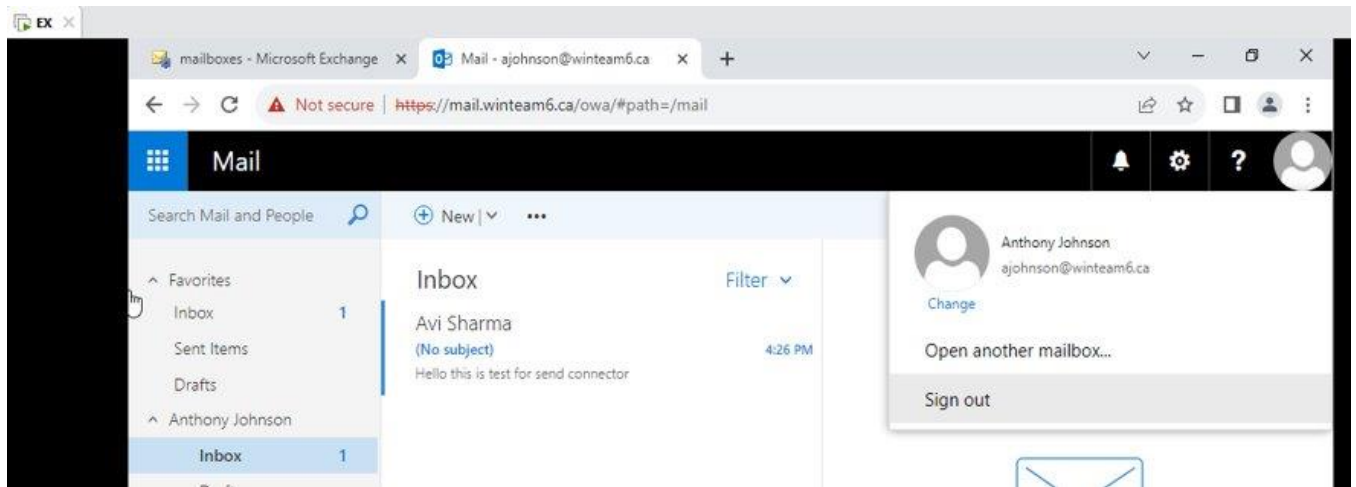 EX
mailboxes - Microsoft Exchange
Mail - ajohnson@winteam6.ca
Not secure | https://mail.winteam6.ca/owa/#path=/mail
Mail
?
Search Mail and People
New
Favorites
Inbox 1
Sent Items
Drafts
Anthony Johnson
Inbox 1
Inbox
Filter
Avi Sharma
(No subject) 4:26 PM
Hello this is test for send connector
Anthony Johnson
ajohnson@winteam6.ca
Change
Open another mailbox...
Sign out